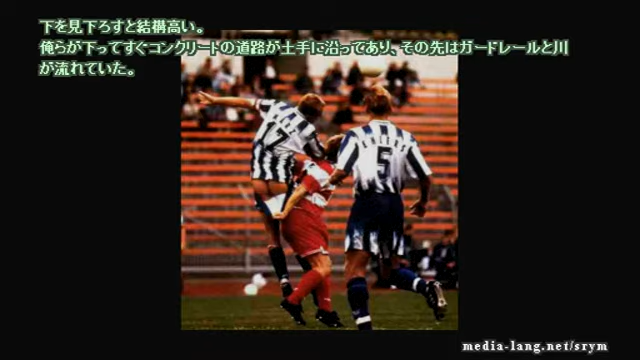 下を見下ろすと結構高い。
俺らが下ってすぐコンクリートの道路が土手に沿ってあり、その先はガードレールと川
が流れていた。
17
5
media-lang.net/srym